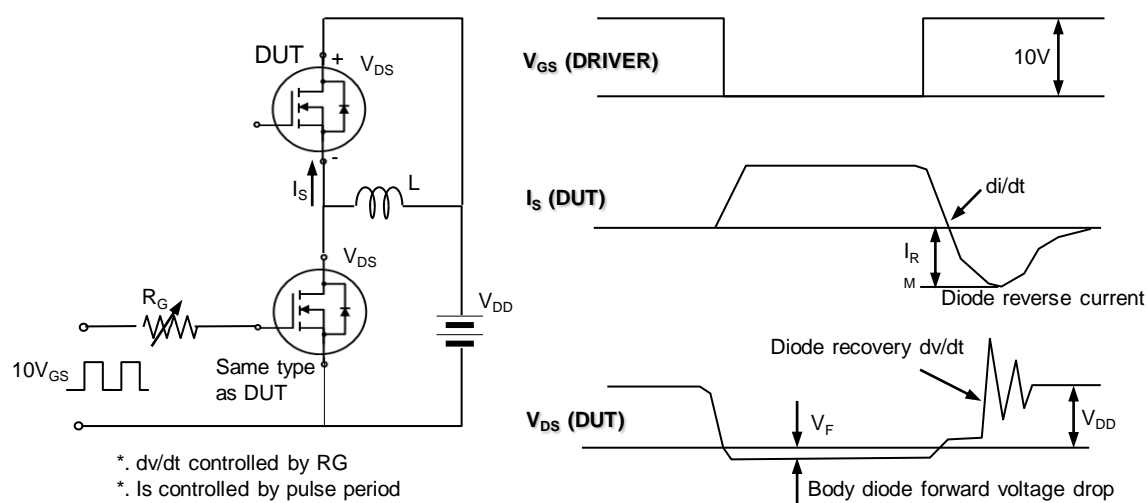 DUT
+
VDS
-
IS
L
VDS
RG
VDD
10VGS
Same type
as DUT
*. dv/dt controlled by RG
*. Is controlled by pulse period
VGS (DRIVER)
10V
IS (DUT)
di/dt
IR
M
Diode reverse current
Diode recovery dv/dt
VDS (DUT)
VF
VDD
Body diode forward voltage drop